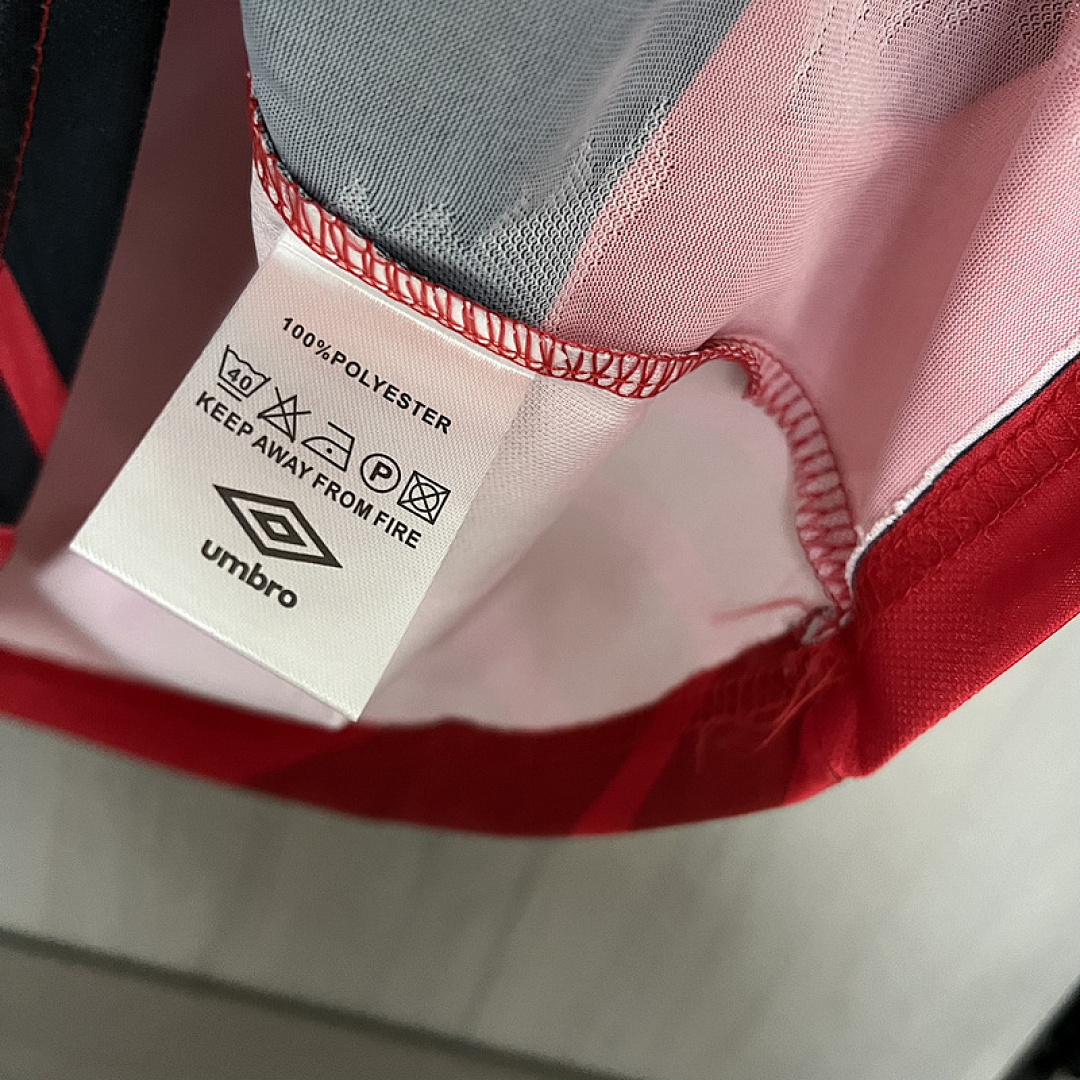 100%POLYESTER
40 P
KEEP AWAY FROM FIRE
umbro